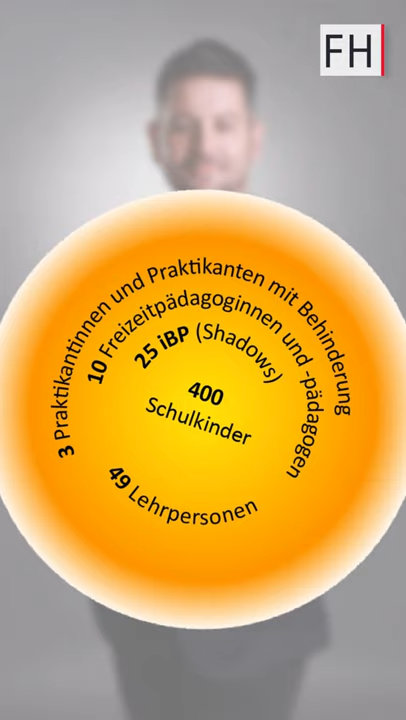 FH
3 Praktikantinnen und Praktikanten mit Behinderung
10 Freizeitpädagoginnen und -pädagogen
25 iBP (Shadows)
400
Schulkinder
49 Lehrpersonen